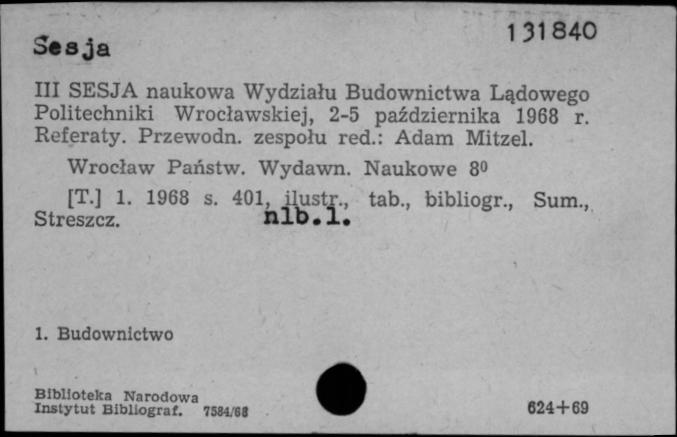 131840
Sesja
III SESJA naukowa Wydziału Budownictwa Lądowego
Politechniki Wrocławskiej, 2-5 października 1968 r.
Referaty. Przewodn. zespołu red.: Adam Mitzel.
Wrocław Państw. Wydawn. Naukowe 8⁰
[T.] 1. 1968 s. 401, ilustr., tab., bibliogr., Sum.,
Streszcz. nlb.1.
1. Budownictwo
Biblioteka Narodowa
Instytut Bibliograf. 7584/68 624+69